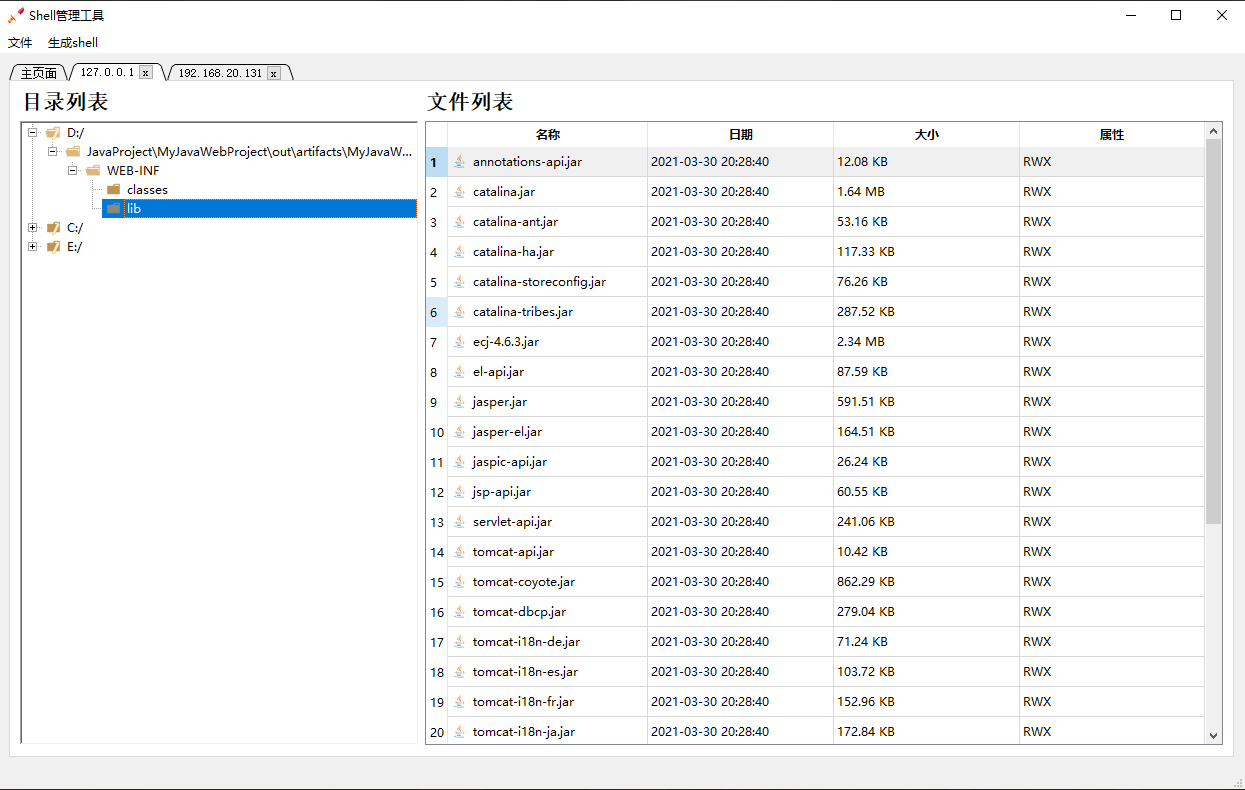 Shell管理工具
文件 生成shell
主页面 127.0.0.1 x 192.168.20.131 x
目录列表
D:/
JavaProject\MyJavaWebProject\out\artifacts\MyJavaW...
WEB-INF
classes
lib
C:/
E:/
文件列表
名称 日期 大小 属性
1 annotations-api.jar 2021-03-30 20:28:40 12.08 KB RWX
2 catalina.jar 2021-03-30 20:28:40 1.64 MB RWX
3 catalina-ant.jar 2021-03-30 20:28:40 53.16 KB RWX
4 catalina-ha.jar 2021-03-30 20:28:40 117.33 KB RWX
5 catalina-storeconfig.jar 2021-03-30 20:28:40 76.26 KB RWX
6 catalina-tribes.jar 2021-03-30 20:28:40 287.52 KB RWX
7 ecj-4.6.3.jar 2021-03-30 20:28:40 2.34 MB RWX
8 el-api.jar 2021-03-30 20:28:40 87.59 KB RWX
9 jasper.jar 2021-03-30 20:28:40 591.51 KB RWX
10 jasper-el.jar 2021-03-30 20:28:40 164.51 KB RWX
11 jaspic-api.jar 2021-03-30 20:28:40 26.24 KB RWX
12 jsp-api.jar 2021-03-30 20:28:40 60.55 KB RWX
13 servlet-api.jar 2021-03-30 20:28:40 241.06 KB RWX
14 tomcat-api.jar 2021-03-30 20:28:40 10.42 KB RWX
15 tomcat-coyote.jar 2021-03-30 20:28:40 862.29 KB RWX
16 tomcat-dbcp.jar 2021-03-30 20:28:40 279.04 KB RWX
17 tomcat-i18n-de.jar 2021-03-30 20:28:40 71.24 KB RWX
18 tomcat-i18n-es.jar 2021-03-30 20:28:40 103.72 KB RWX
19 tomcat-i18n-fr.jar 2021-03-30 20:28:40 152.96 KB RWX
20 tomcat-i18n-ja.jar 2021-03-30 20:28:40 172.84 KB RWX